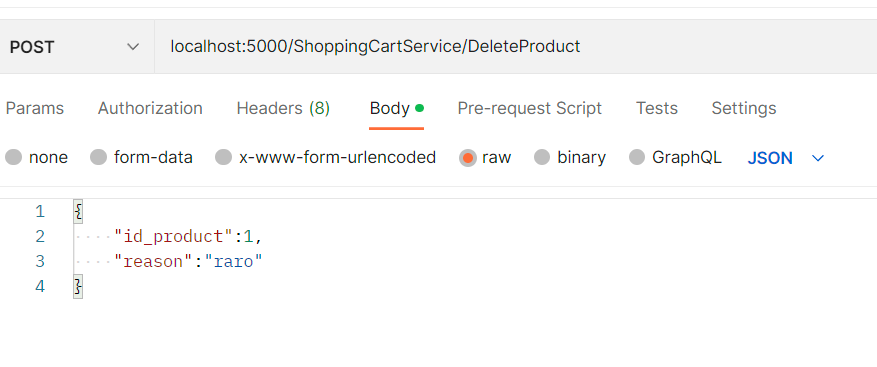 POST localhost:5000/ShoppingCartService/DeleteProduct
Params Authorization Headers (8) Body Pre-request Script Tests Settings
none form-data x-www-form-urlencoded raw binary GraphQL JSON
1 {
2 ····"id_product":1,
3 ····"reason":"raro"
4 }